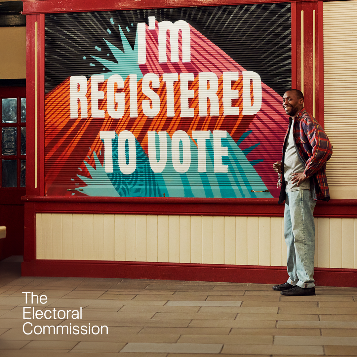 I'M
REGISTERED
TO VOTE
The
Electoral
Commission